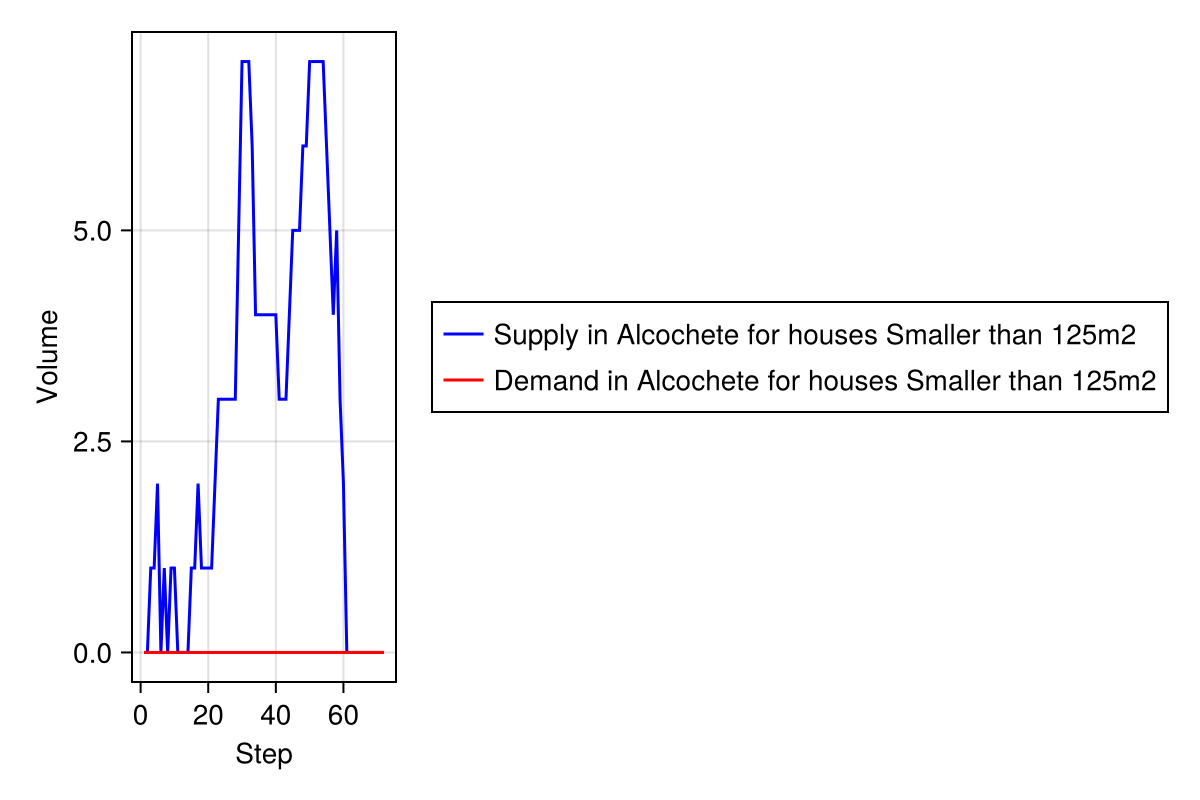 Volume
5.0
2.5
0.0
0 20 40 60
Step
Supply in Alcochete for houses Smaller than 125m2
Demand in Alcochete for houses Smaller than 125m2